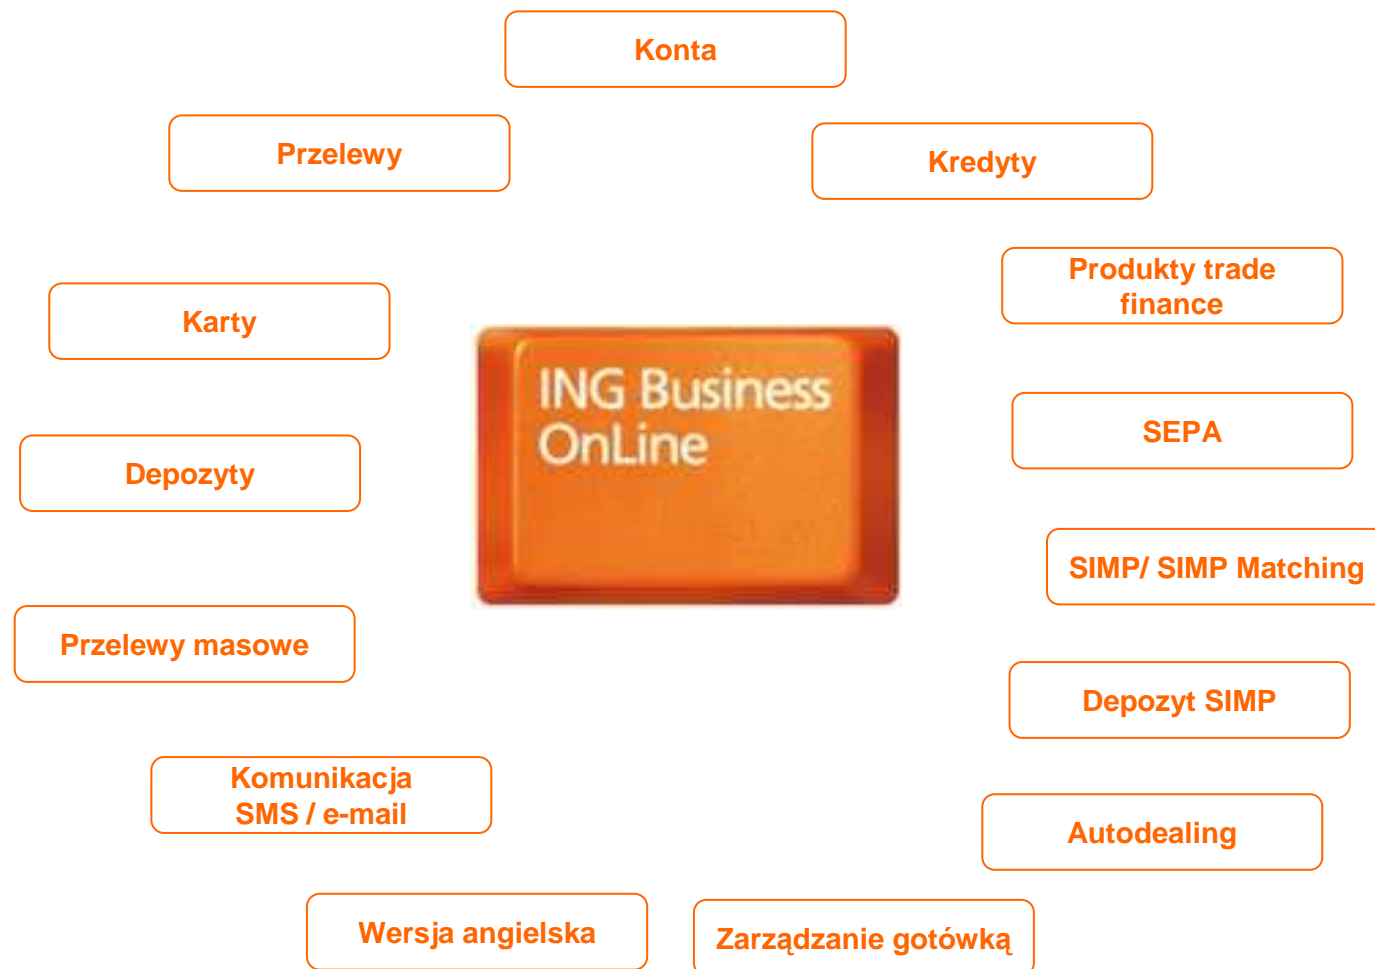 Konta
Przelewy
Kredyty
Produkty trade
finance
Karty
ING Business
OnLine
SEPA
Depozyty
SIMP/ SIMP Matching
Przelewy masowe
Depozyt SIMP
Komunikacja
SMS / e-mail
Autodealing
Wersja angielska
Zarządzanie gotówką